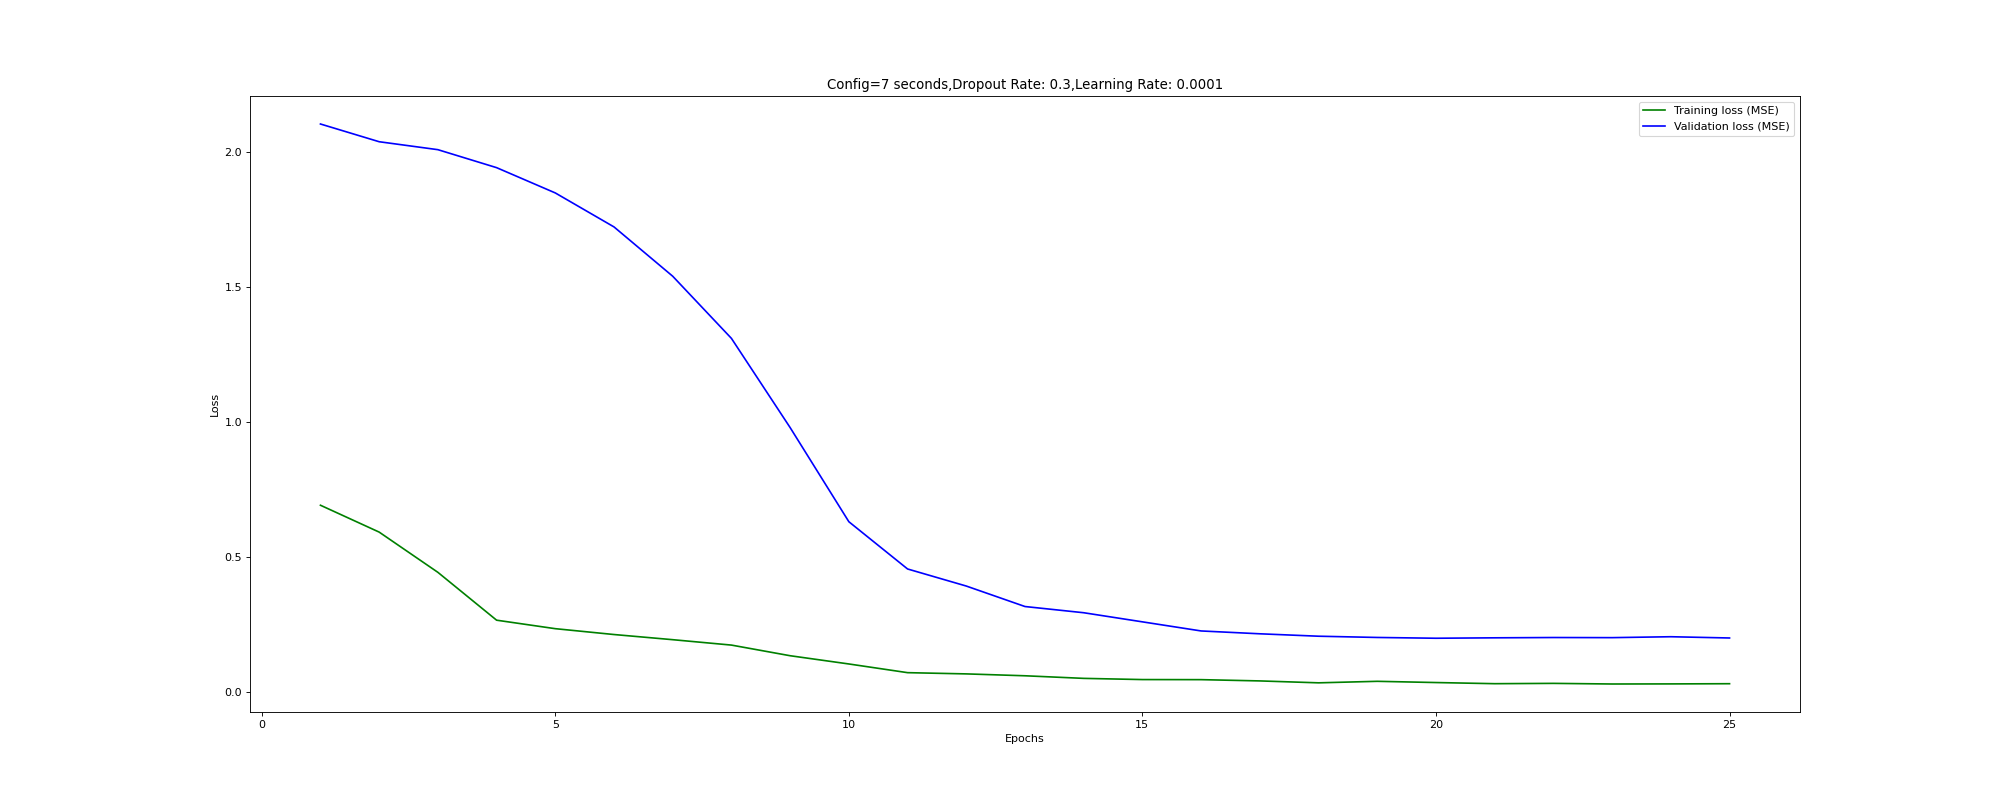 Config=7 seconds,Dropout Rate: 0.3,Learning Rate: 0.0001
Training loss (MSE)
Validation loss (MSE)
2.0
1.5
1.0
0.5
0.0
Loss
0 5 10 15 20 25
Epochs